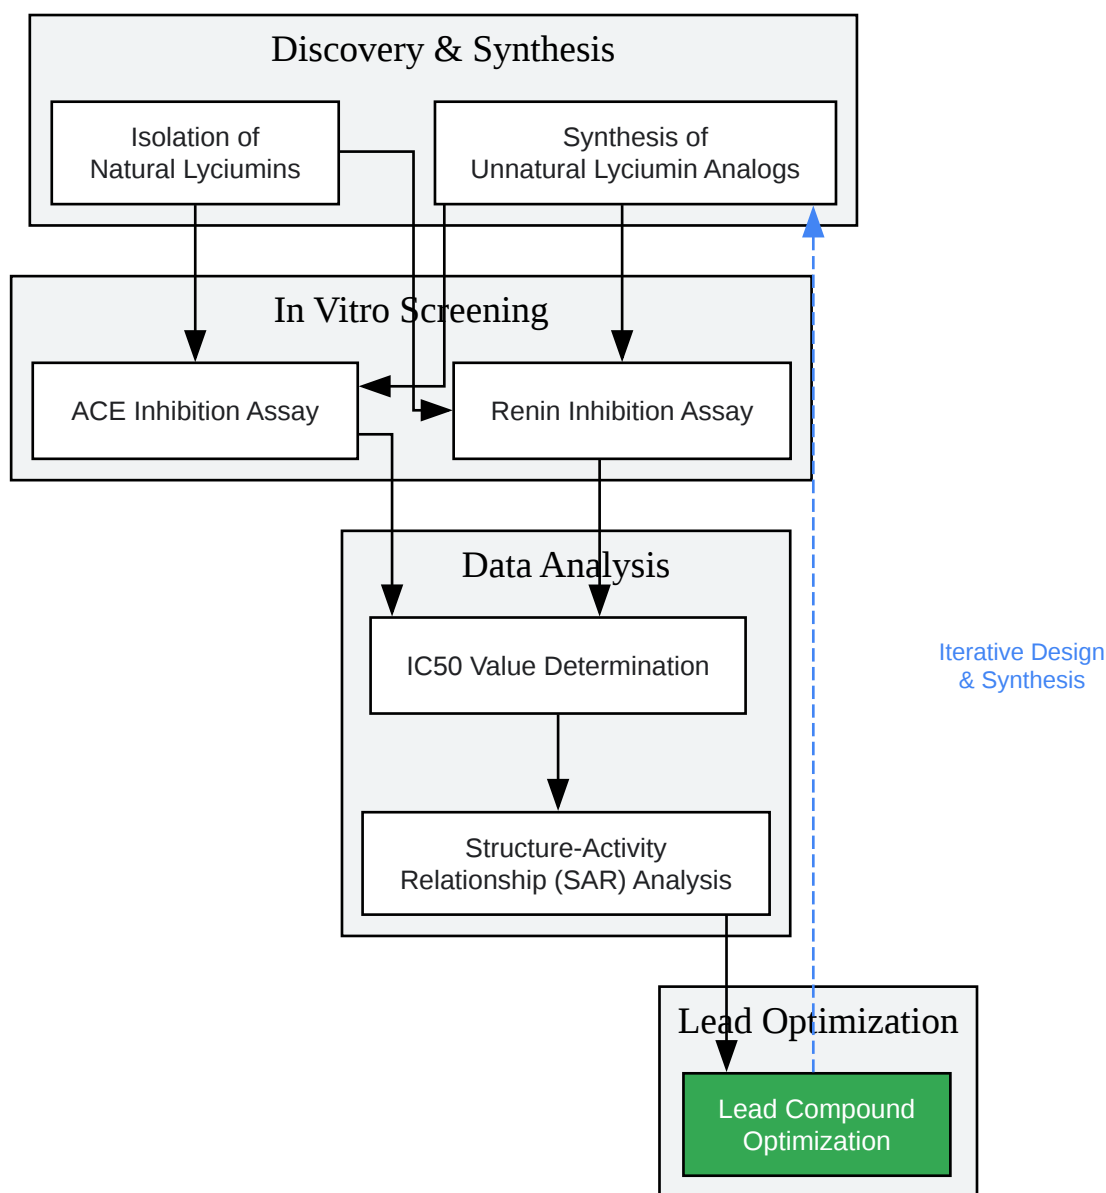 Discovery & Synthesis
Isolation of
Natural Lyciumins
Synthesis of
Unnatural Lyciumin Analogs
In Vitro Screening
ACE Inhibition Assay
Renin Inhibition Assay
Data Analysis
IC50 Value Determination
Iterative Design
& Synthesis
Structure-Activity
Relationship (SAR) Analysis
Lead Optimization
Lead Compound
Optimization